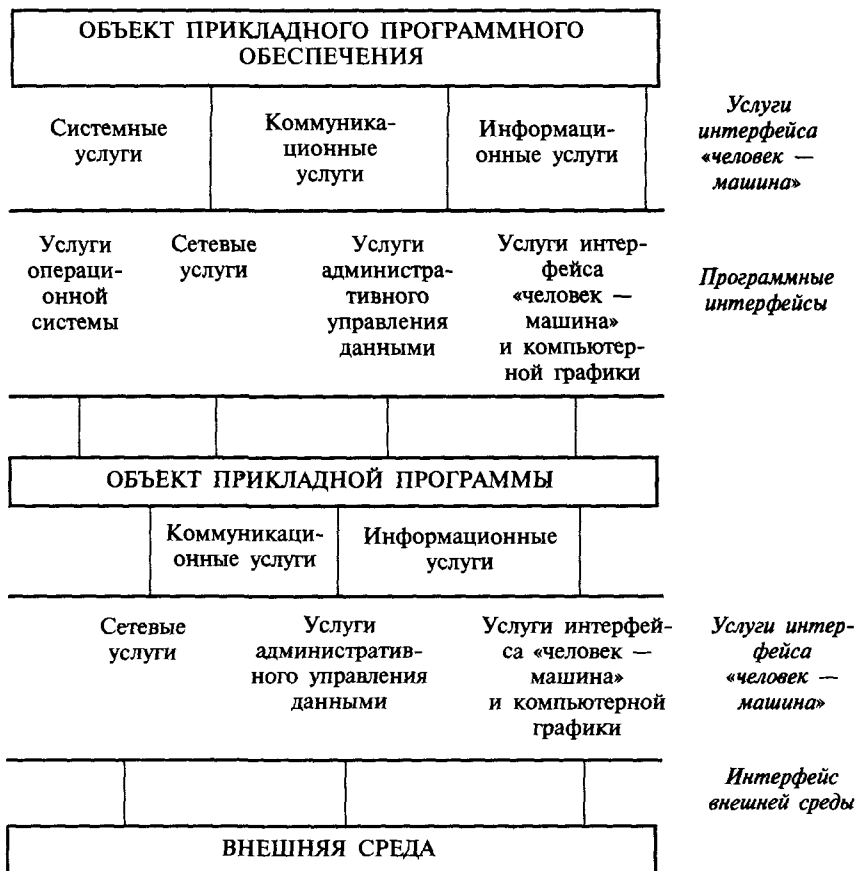 ОБЪЕКТ ПРИКЛАДНОГО ПРОГРАММНОГО
ОБЕСПЕЧЕНИЯ
Системные
услуги
Коммуника-
ционные
услуги
Информаци-
онные услуги
Услуги
интерфейса
«человек —
машина»
Услуги
операци-
онной
системы
Сетевые
услуги
Услуги
администра-
тивного
управления
данными
Услуги интер-
фейса
«человек —
машина»
и компьютер-
ной графики
Программные
интерфейсы
ОБЪЕКТ ПРИКЛАДНОЙ ПРОГРАММЫ
Коммуникаци-
онные услуги
Информационные
услуги
Сетевые
услуги
Услуги
административ-
ного управления
данными
Услуги интерфей-
са «человек —
машина»
и компьютерной
графики
Услуги интер-
фейса
«человек —
машина»
Интерфейс
внешней среды
ВНЕШНЯЯ СРЕДА